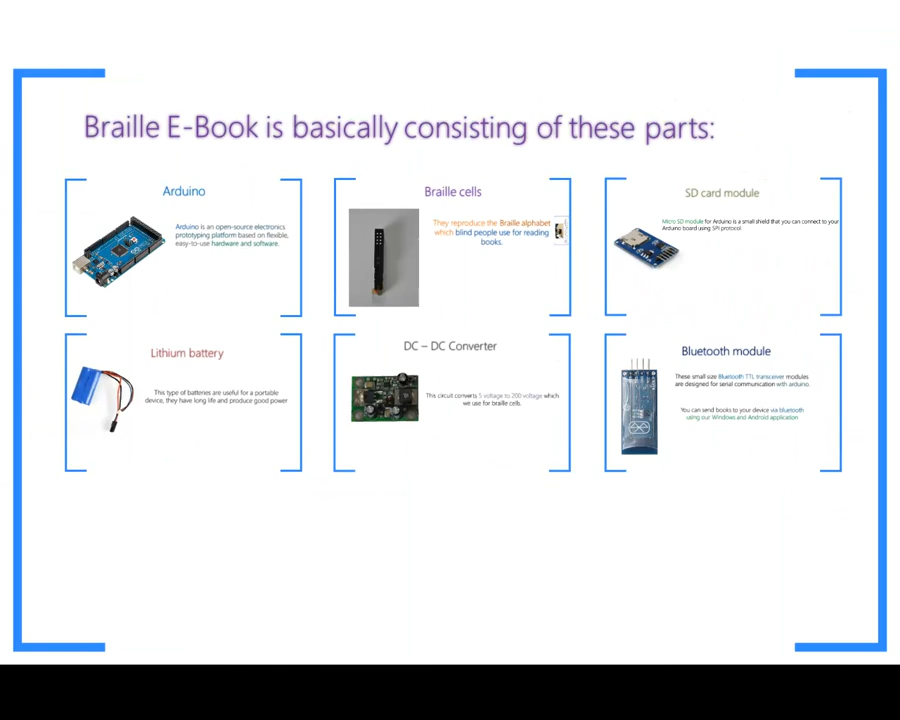 Braille E-Book is basically consisting of these parts:
Arduino
Arduino is an open-source electronics
prototyping platform based on flexible,
easy-to-use hardware and software.
Braille cells
They reproduce the Braille alphabet
which blind people use for reading
books.
SD card module
Micro SD module for Arduino is a small shield that you can connect to your
Arduino board using SPI protocol.
Lithium battery
This type of batteries are useful for a portable
device, they have long life and produce good power
DC – DC Converter
This circuit converts 5 voltage to 200 voltage which
we use for braille cells.
Bluetooth module
These small size Bluetooth TTL transceiver modules
are designed for serial communication with arduino.
You can send books to your device via bluetooth
using our Windows and Android application